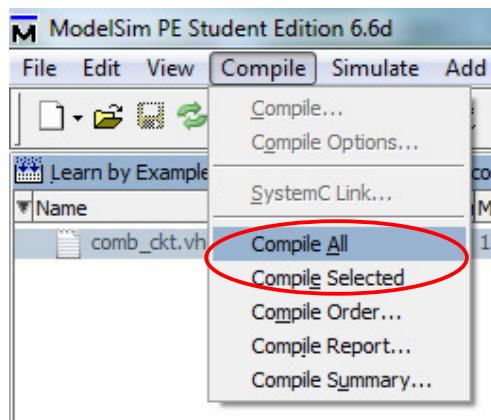 ModelSim PE Student Edition 6.6d
File Edit View Compile Simulate Add
Compile...
Compile Options...
Learn by Example
SystemC Link...
Name
comb_ckt.vh
Compile All
1
Compile Selected
Compile Order...
Compile Report...
Compile Summary...